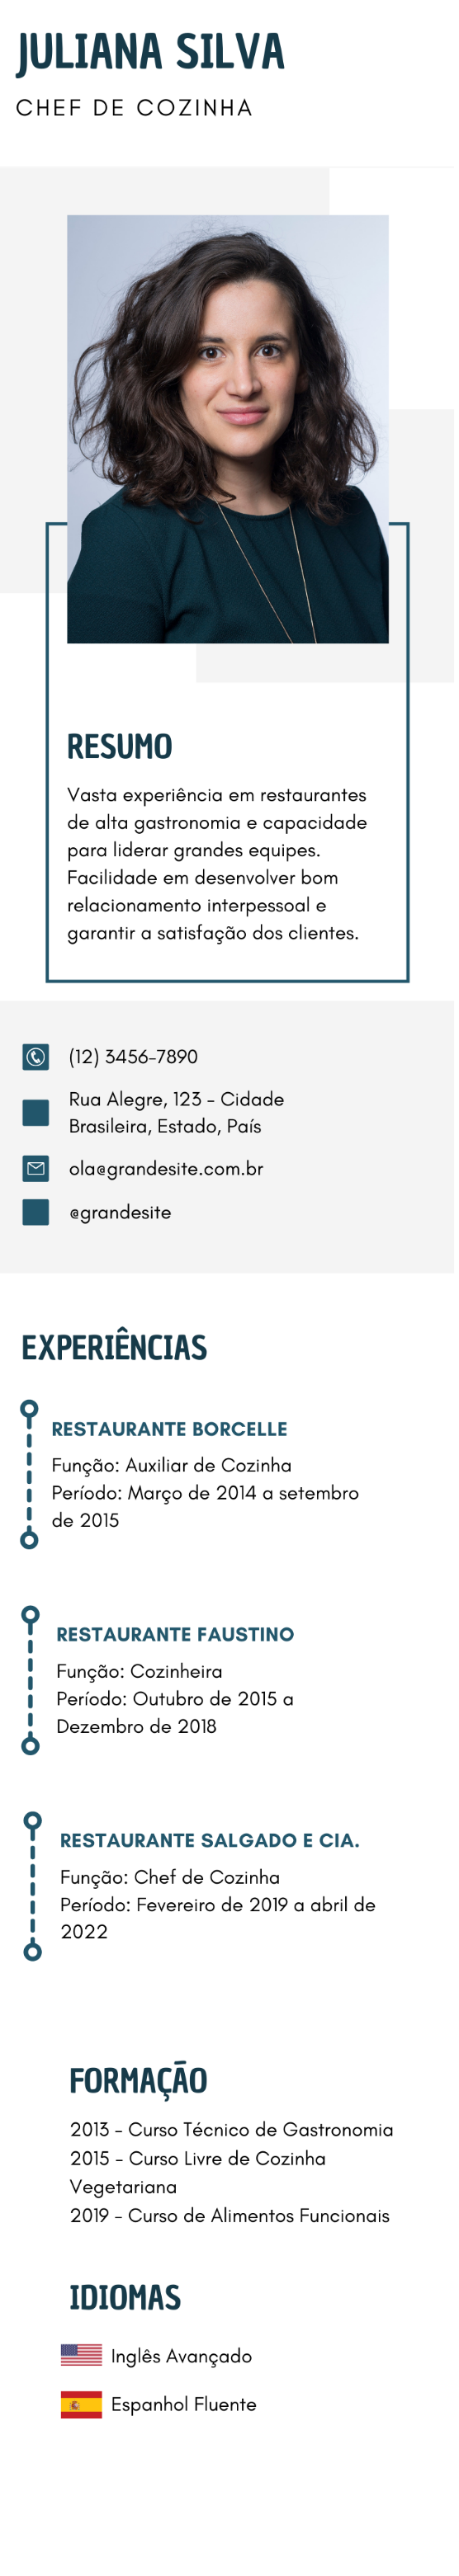 JULIANA SILVA
CHEF DE COZINHA
RESUMO
Vasta experiência em restaurantes
de alta gastronomia e capacidade
para liderar grandes equipes.
Facilidade em desenvolver bom
relacionamento interpessoal e
garantir a satisfação dos clientes.
(12) 3456-7890
Rua Alegre, 123 - Cidade
Brasileira, Estado, País
ola@grandesite.com.br
@grandesite
EXPERIÊNCIAS
RESTAURANTE BORCELLE
Função: Auxiliar de Cozinha
Período: Março de 2014 a setembro
de 2015
RESTAURANTE FAUSTINO
Função: Cozinheira
Período: Outubro de 2015 a
Dezembro de 2018
RESTAURANTE SALGADO E CIA.
Função: Chef de Cozinha
Período: Fevereiro de 2019 a abril de
2022
FORMAÇÃO
2013 - Curso Técnico de Gastronomia
2015 - Curso Livre de Cozinha
Vegetariana
2019 - Curso de Alimentos Funcionais
IDIOMAS
Inglês Avançado
Espanhol Fluente